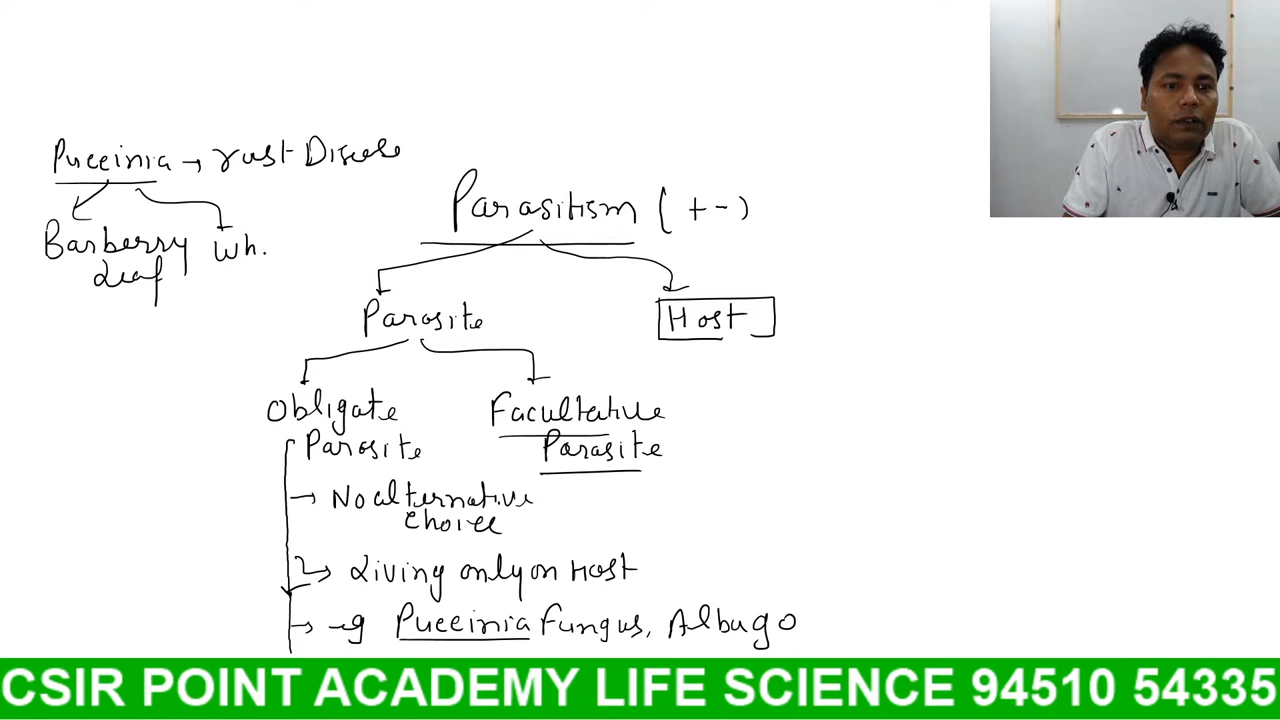 Puccinia → rust Disease
Barberry Wh.
Leaf
Parasitism (+-)
Parasite Host
Obligate Facultative
Parasite Parasite
→ No alternative
choice
→ Living only on Host
→ eg Puccinia Fungus, Albugo
CSIR POINT ACADEMY LIFE SCIENCE 94510 54335